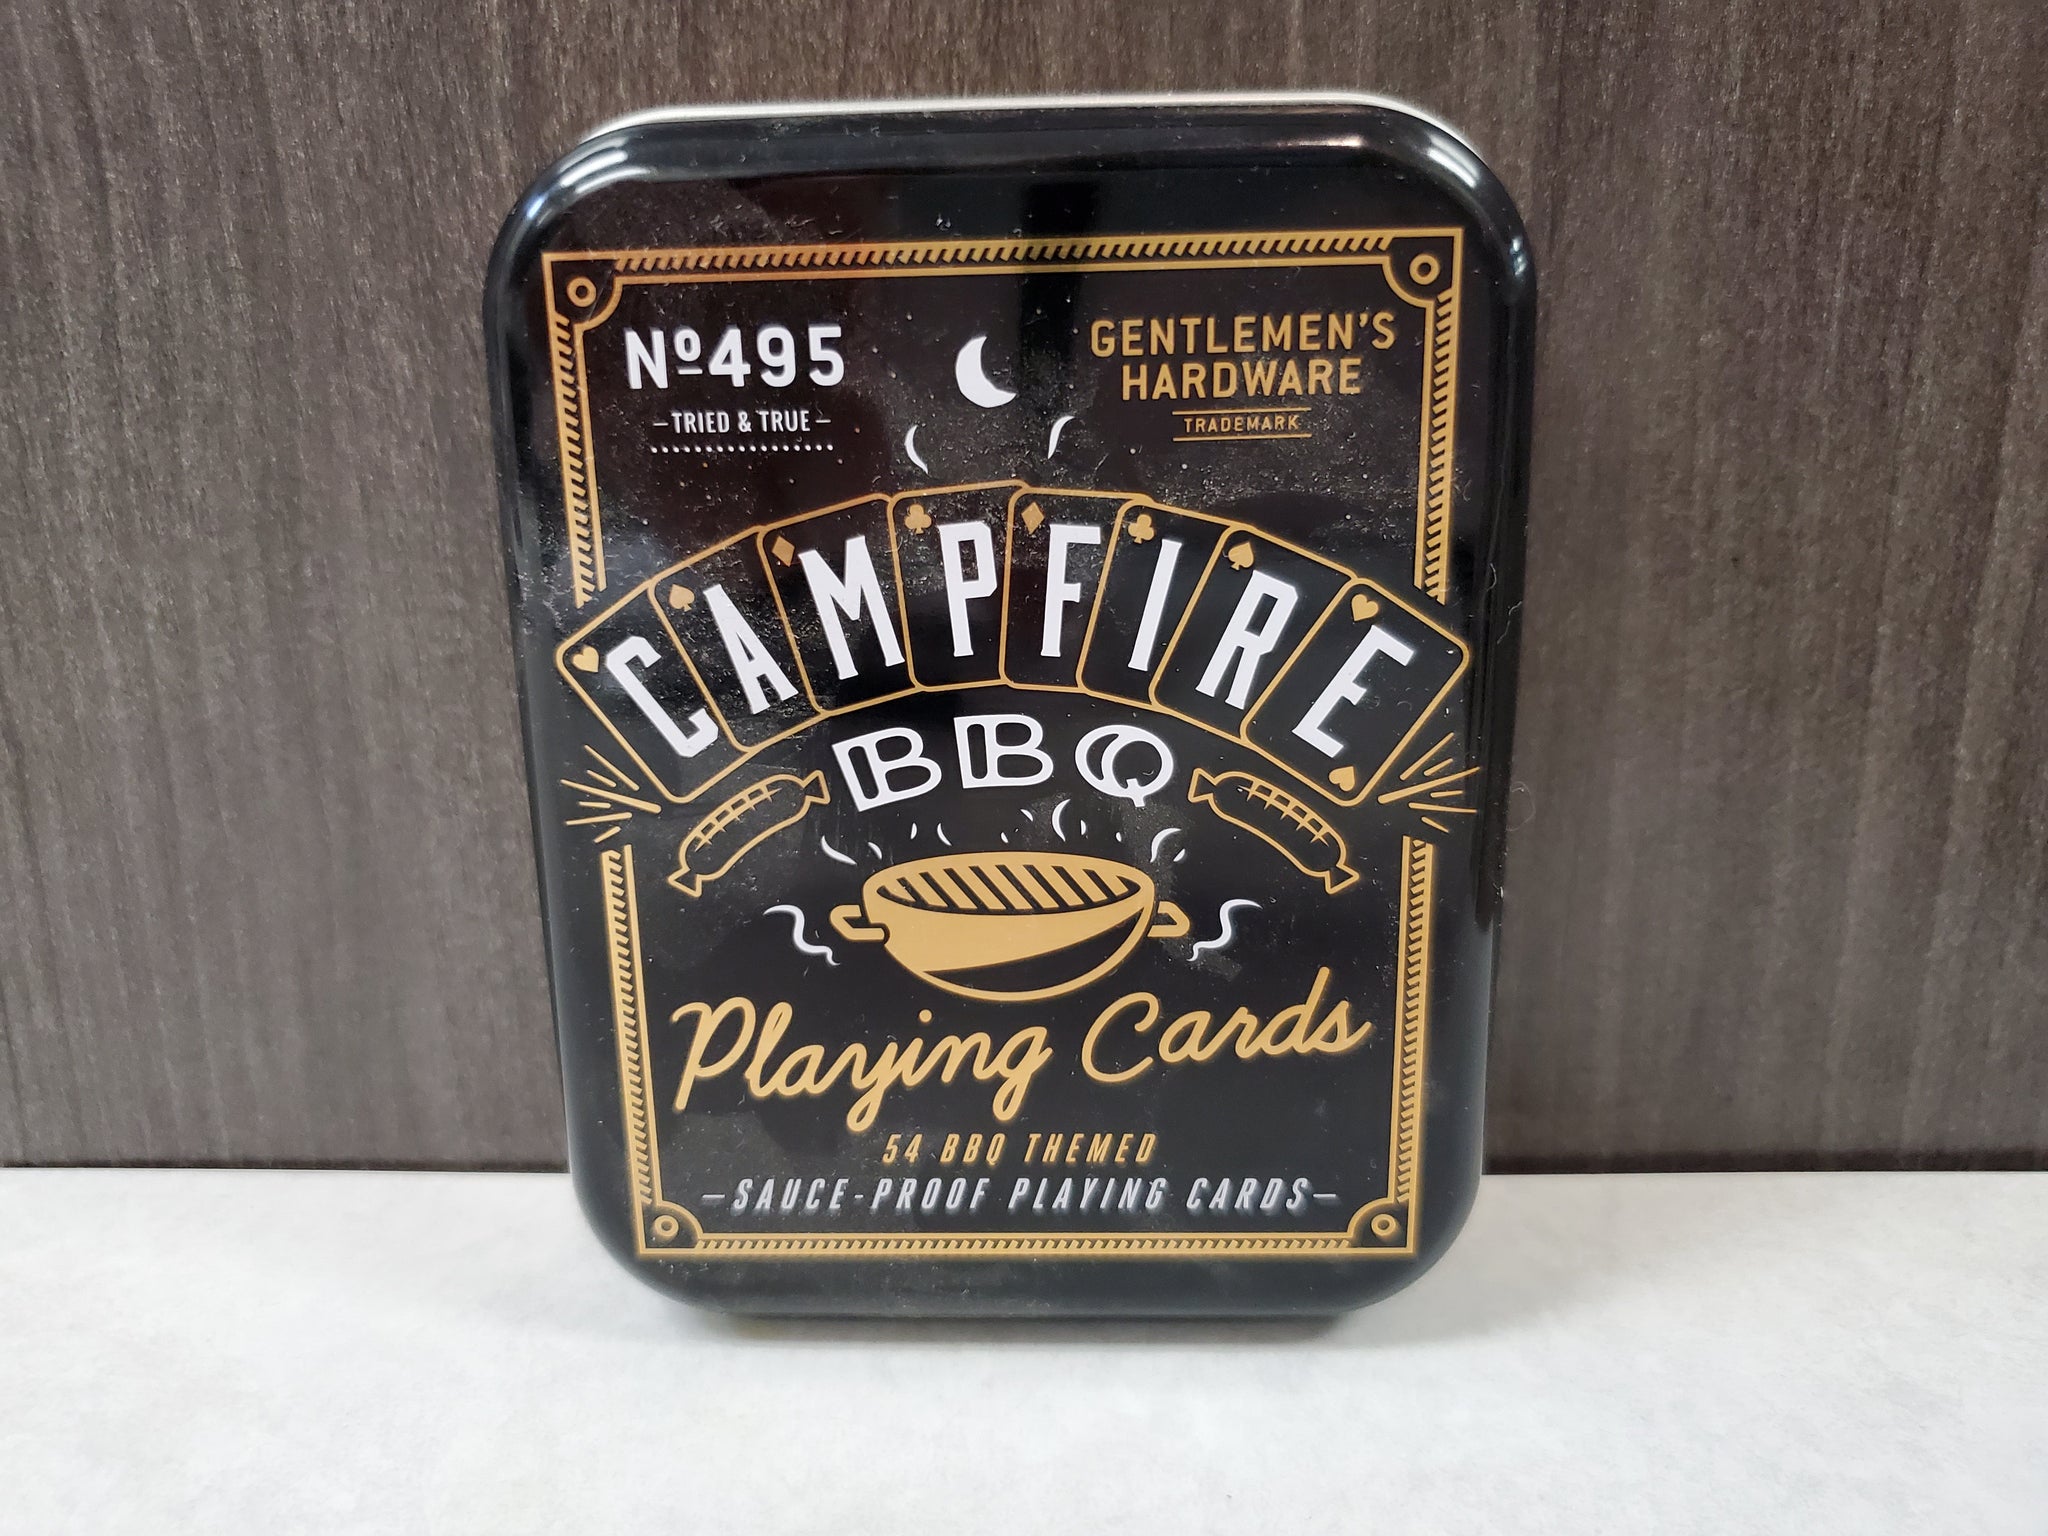 Nº495
TRIED & TRUE
GENTLEMEN'S
HARDWARE
TRADEMARK
CAMPFIRE
BBQ
Playing Cards
54 BBQ THEMED
-SAUCE-PROOF PLAYING CARDS-